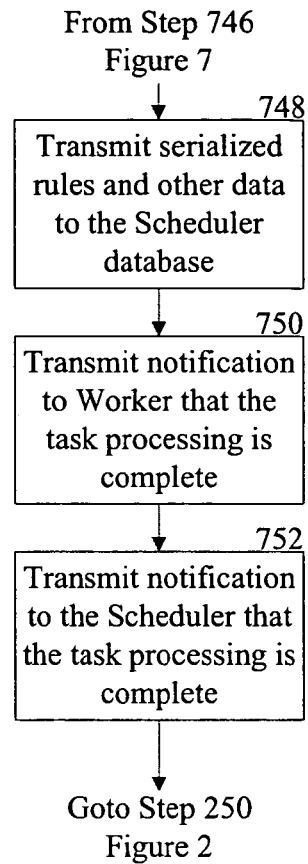 From Step 746
Figure 7
748
Transmit serialized
rules and other data
to the Scheduler
database
750
Transmit notification
to Worker that the
task processing is
complete
752
Transmit notification
to the Scheduler that
the task processing is
complete
Goto Step 250
Figure 2